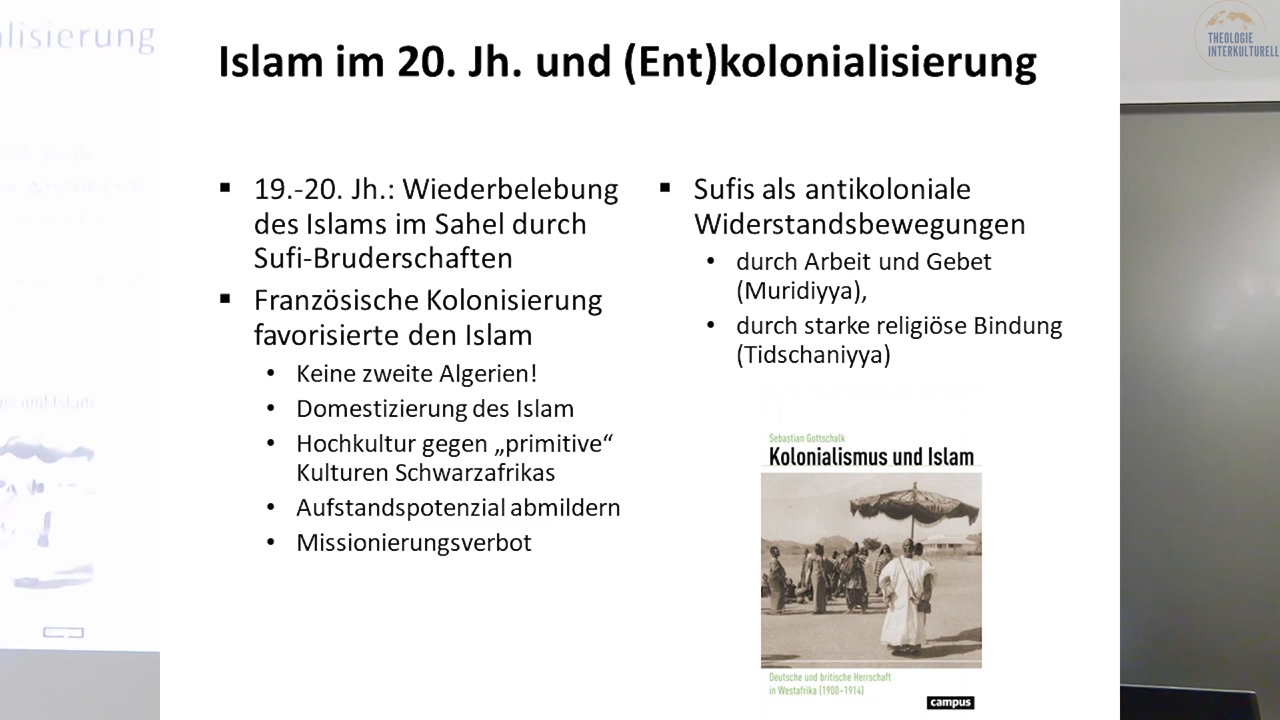 alisierung
THEOLOGIE
INTERKULTURELL
Islam im 20. Jh. und (Ent)kolonialisierung
▪ 19.-20. Jh.: Wiederbelebung
des Islams im Sahel durch
Sufi-Bruderschaften
▪ Französische Kolonisierung
favorisierte den Islam
• Keine zweite Algerien!
• Domestizierung des Islam
• Hochkultur gegen „primitive“
Kulturen Schwarzafrikas
• Aufstandspotenzial abmildern
• Missionierungsverbot
▪ Sufis als antikoloniale
Widerstandsbewegungen
• durch Arbeit und Gebet
(Muridiyya),
• durch starke religiöse Bindung
(Tidschaniyya)
Sebastian Gottschalk
Kolonialismus und Islam
Deutsche und britische Herrschaft
in Westafrika (1900–1914)
campus
und Islam